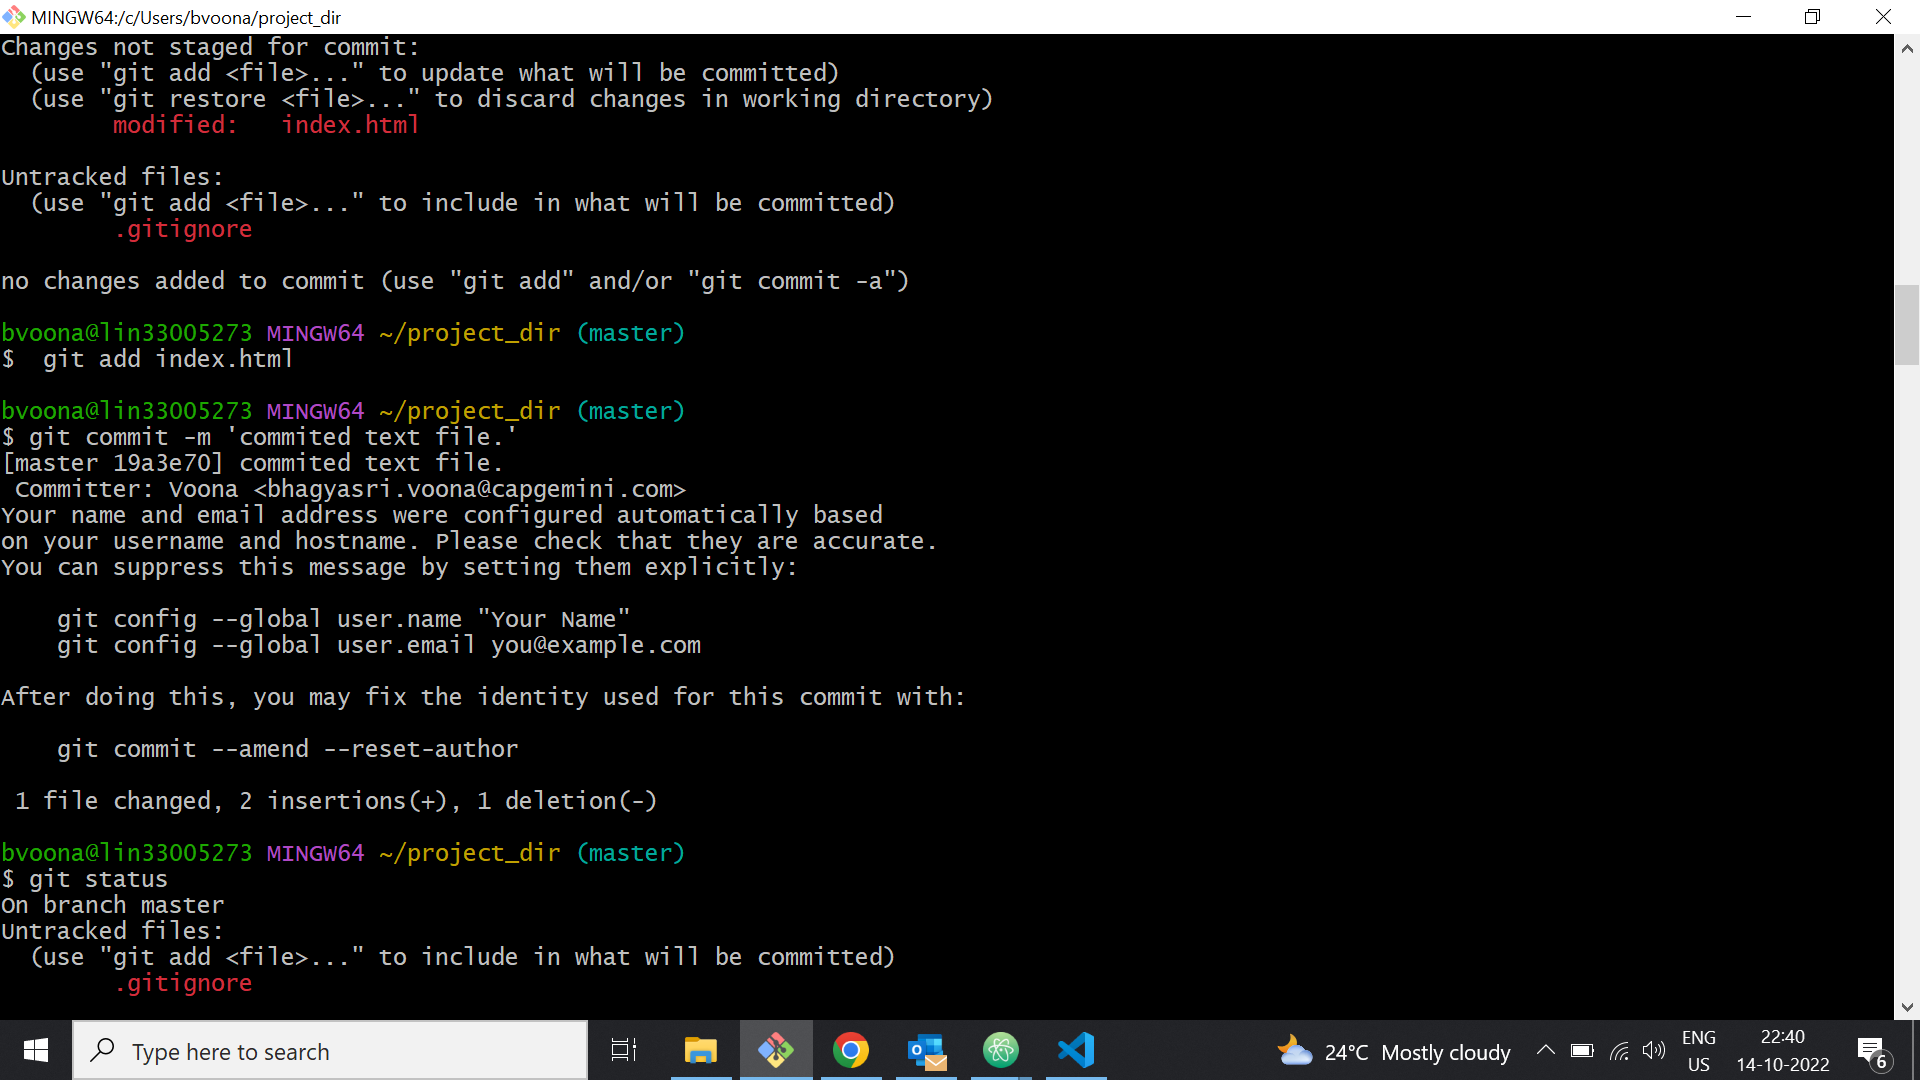 MINGW64:/c/Users/bvoona/project_dir
Changes not staged for commit:
  (use "git add <file>..." to update what will be committed)
  (use "git restore <file>..." to discard changes in working directory)
        modified:   index.html

Untracked files:
  (use "git add <file>..." to include in what will be committed)
        .gitignore

no changes added to commit (use "git add" and/or "git commit -a")

bvoona@lin33005273 MINGW64 ~/project_dir (master)
$  git add index.html

bvoona@lin33005273 MINGW64 ~/project_dir (master)
$ git commit -m 'commited text file.'
[master 19a3e70] commited text file.
 Committer: Voona <bhagyasri.voona@capgemini.com>
Your name and email address were configured automatically based
on your username and hostname. Please check that they are accurate.
You can suppress this message by setting them explicitly:

    git config --global user.name "Your Name"
    git config --global user.email you@example.com

After doing this, you may fix the identity used for this commit with:

    git commit --amend --reset-author

 1 file changed, 2 insertions(+), 1 deletion(-)

bvoona@lin33005273 MINGW64 ~/project_dir (master)
$ git status
On branch master
Untracked files:
  (use "git add <file>..." to include in what will be committed)
        .gitignore
Type here to search
24°C Mostly cloudy
ENG
US
22:40
14-10-2022
6